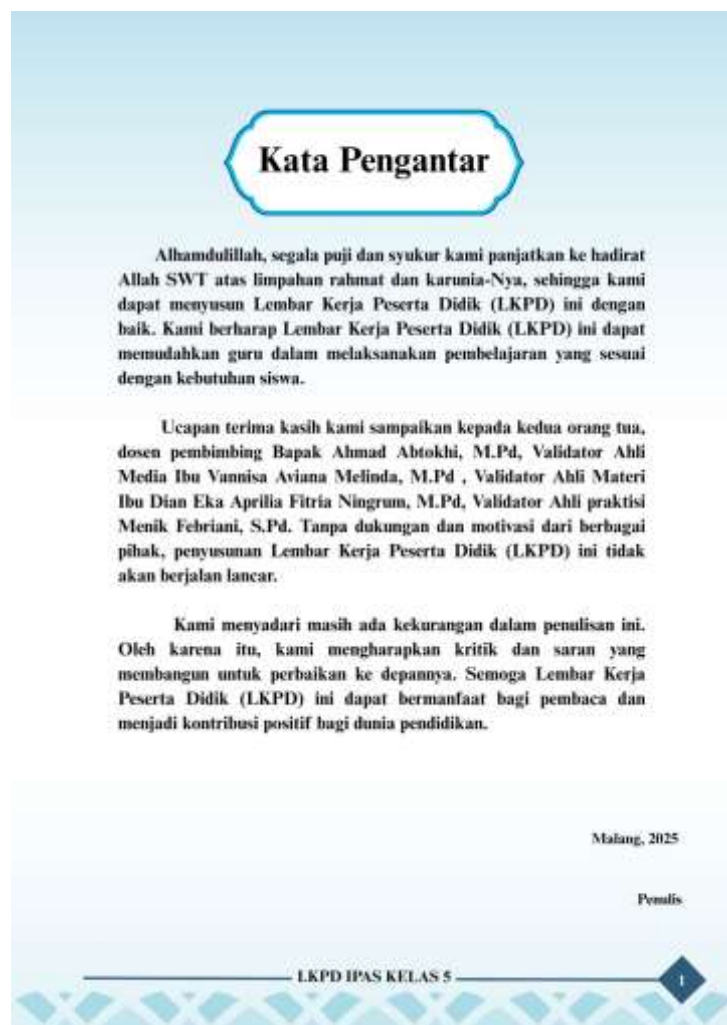 Kata Pengantar
Alhamdulillah, segala puji dan syukur kami panjatkan ke hadirat
Allah SWT atas limpahan rahmat dan karunia-Nya, sehingga kami
dapat menyusun Lembar Kerja Peserta Didik (LKPD) ini dengan
baik. Kami berharap Lembar Kerja Peserta Didik (LKPD) ini dapat
memudahkan guru dalam melaksanakan pembelajaran yang sesuai
dengan kebutuhan siswa.
Ucapan terima kasih kami sampaikan kepada kedua orang tua,
dosen pembimbing Bapak Ahmad Abtokhi, M.Pd, Validator Ahli
Media Ibu Vannisa Aviana Melinda, M.Pd , Validator Ahli Materi
Ibu Dian Eka Aprilia Fitria Ningrum, M.Pd, Validator Ahli praktisi
Menik Febriani, S.Pd. Tanpa dukungan dan motivasi dari berbagai
pihak, penyusunan Lembar Kerja Peserta Didik (LKPD) ini tidak
akan berjalan lancar.
Kami menyadari masih ada kekurangan dalam penulisan ini.
Oleh karena itu, kami mengharapkan kritik dan saran yang
membangun untuk perbaikan ke depannya. Semoga Lembar Kerja
Peserta Didik (LKPD) ini dapat bermanfaat bagi pembaca dan
menjadi kontribusi positif bagi dunia pendidikan.
Malang, 2025
Penulis
LKPD IPAS KELAS 5
1